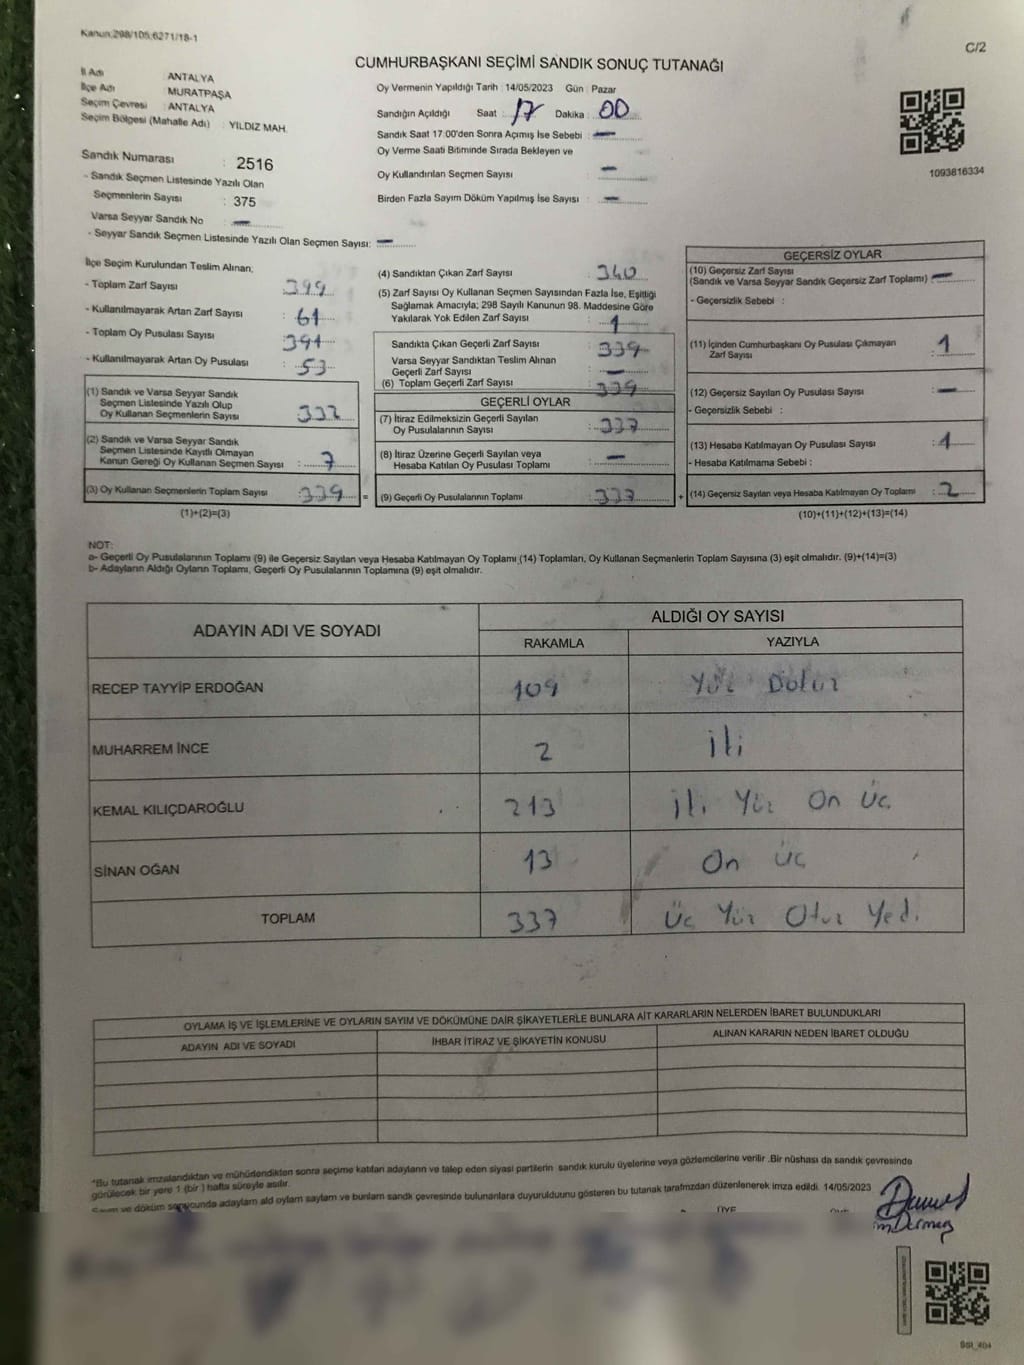 Kanun:298/105,6271/18-1
C/2
CUMHURBAŞKANI SEÇİMİ SANDIK SONUÇ TUTANAĞI
İl Adı : ANTALYA
İlçe Adı : MURATPAŞA
Seçim Çevresi : ANTALYA
Seçim Bölgesi (Mahalle Adı) : YILDIZ MAH.
Sandık Numarası : 2516
- Sandık Seçmen Listesinde Yazılı Olan
Seçmenlerin Sayısı : 375
Varsa Seyyar Sandık No : —
- Seyyar Sandık Seçmen Listesinde Yazılı Olan Seçmen Sayısı: —
Oy Vermenin Yapıldığı Tarih : 14/05/2023 Gün : Pazar
Sandığın Açıldığı Saat : 17 Dakika : 00
Sandık Saat 17:00'den Sonra Açımış İse Sebebi : —
Oy Verme Saati Bitiminde Sırada Bekleyen ve
Oy Kullandırılan Seçmen Sayısı : —
Birden Fazla Sayım Döküm Yapılmış İse Sayısı : —
1093816334
İlçe Seçim Kurulundan Teslim Alınan;
- Toplam Zarf Sayısı : 399
- Kullanılmayarak Artan Zarf Sayısı : 61
- Toplam Oy Pusulası Sayısı : 391
- Kullanılmayarak Artan Oy Pusulası : 53
(1) Sandık ve Varsa Seyyar Sandık
Seçmen Listesinde Yazılı Olup
Oy Kullanan Seçmenlerin Sayısı : 332
(2) Sandık ve Varsa Seyyar Sandık
Seçmen Listesinde Kayıtlı Olmayan
Kanun Gereği Oy Kullanan Seçmen Sayısı : 7
(3) Oy Kullanan Seçmenlerin Toplam Sayısı : 339 =
(1)+(2)=(3)
(4) Sandıktan Çıkan Zarf Sayısı : 340
(5) Zarf Sayısı Oy Kullanan Seçmen Sayısından Fazla İse, Eşitliği
Sağlamak Amacıyla; 298 Sayılı Kanunun 98. Maddesine Göre
Yakılarak Yok Edilen Zarf Sayısı : 1
Sandıkta Çıkan Geçerli Zarf Sayısı : 339
Varsa Seyyar Sandıktan Teslim Alınan
Geçerli Zarf Sayısı : —
(6) Toplam Geçerli Zarf Sayısı : 339
GEÇERLİ OYLAR
(7) İtiraz Edilmeksizin Geçerli Sayılan
Oy Pusulalarının Sayısı : 337
(8) İtiraz Üzerine Geçerli Sayılan veya
Hesaba Katılan Oy Pusulası Toplamı : —
(9) Geçerli Oy Pusulalarının Toplamı : 337 +
GEÇERSİZ OYLAR
(10) Geçersiz Zarf Sayısı
(Sandık ve Varsa Seyyar Sandık Geçersiz Zarf Toplamı) : —
- Geçersizlik Sebebi :
(11) İçinden Cumhurbaşkanı Oy Pusulası Çıkmayan
Zarf Sayısı : 1
(12) Geçersiz Sayılan Oy Pusulası Sayısı : —
- Geçersizlik Sebebi :
(13) Hesaba Katılmayan Oy Pusulası Sayısı : 1
- Hesaba Katılmama Sebebi :
(14) Geçersiz Sayılan veya Hesaba Katılmayan Oy Toplamı : 2
(10)+(11)+(12)+(13)=(14)
NOT:
a- Geçerli Oy Pusulalarının Toplamı (9) ile Geçersiz Sayılan veya Hesaba Katılmayan Oy Toplamı (14) Toplamları, Oy Kullanan Seçmenlerin Toplam Sayısına (3) eşit olmalıdır. (9)+(14)=(3)
b- Adayların Aldığı Oyların Toplamı, Geçerli Oy Pusulalarının Toplamına (9) eşit olmalıdır.
ADAYIN ADI VE SOYADI
ALDIĞI OY SAYISI
RAKAMLA YAZIYLA
RECEP TAYYİP ERDOĞAN 109 Yüz Dokuz
MUHARREM İNCE 2 İki
KEMAL KILIÇDAROĞLU 213 İki Yüz On Üç
SİNAN OĞAN 13 On Üç
TOPLAM 337 Üç Yüz Otuz Yedi
OYLAMA İŞ VE İŞLEMLERİNE VE OYLARIN SAYIM VE DÖKÜMÜNE DAİR ŞİKAYETLERLE BUNLARA AİT KARARLARIN NELERDEN İBARET BULUNDUKLARI
ADAYIN ADI VE SOYADI İHBAR İTİRAZ VE ŞİKAYETİN KONUSU ALINAN KARARIN NEDEN İBARET OLDUĞU
*Bu tutanak imzalandıktan ve mühürlendikten sonra seçime katılan adayların ve talep eden siyasi partilerin sandık kurulu üyelerine veya gözlemcilerine verilir .Bir nüshası da sandık çevresinde
görülecek bir yere 1 (bir ) hafta süreyle asılır.
Sayım ve döküm sonucunda adayların ald oyların sayıları ve bunların sandık çevresinde bulunanlara duyurulduunu gösteren bu tutanak tarafmzdan düzenlenerek imza edildi. 14/05/2023
ÜYE